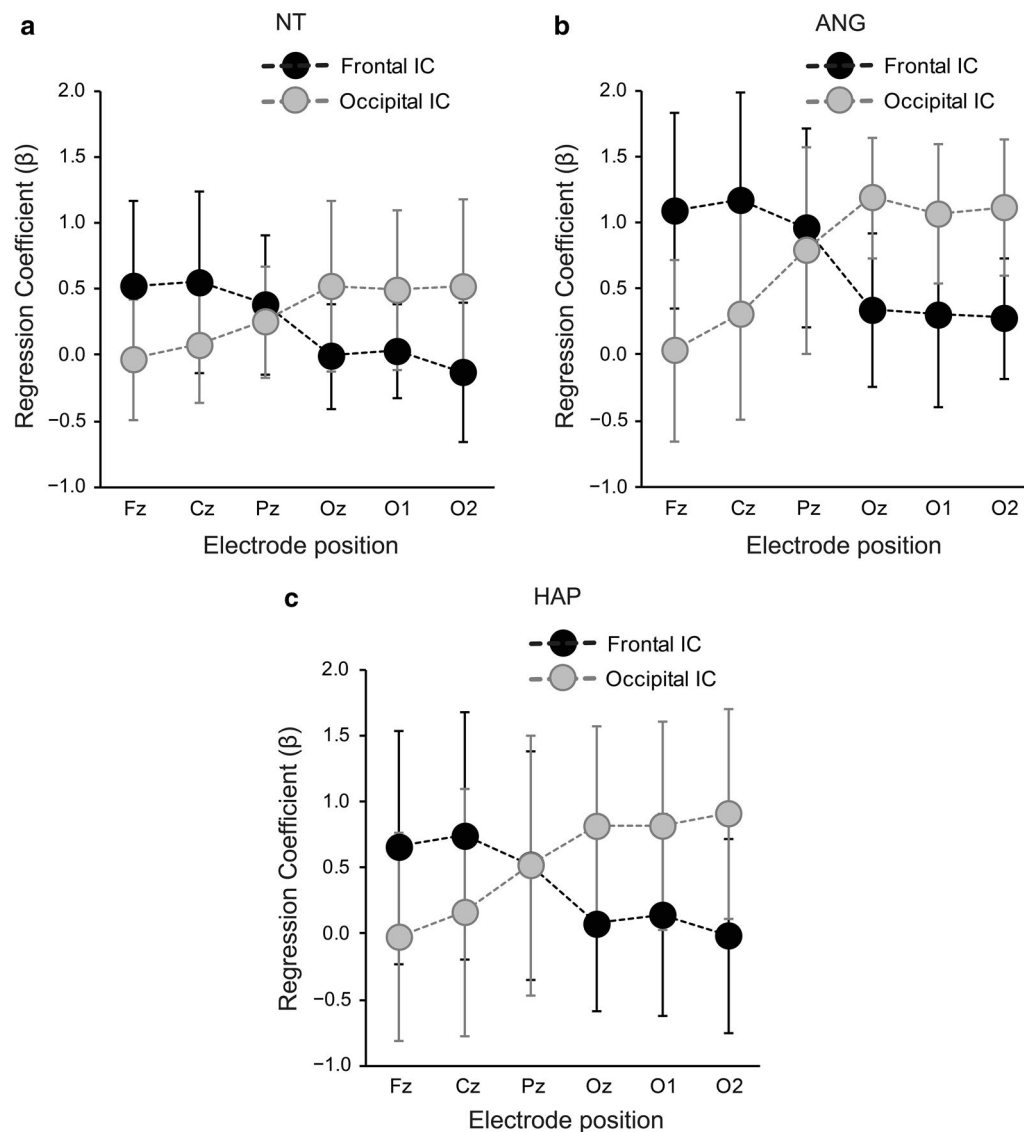 a
NT
Frontal IC
Occipital IC
2.0
1.5
1.0
0.5
0.0
−0.5
−1.0
Regression Coefficient (β)
Fz Cz Pz Oz O1 O2
Electrode position
b
ANG
Frontal IC
Occipital IC
2.0
1.5
1.0
0.5
0.0
−0.5
−1.0
Regression Coefficient (β)
Fz Cz Pz Oz O1 O2
Electrode position
c
HAP
Frontal IC
Occipital IC
2.0
1.5
1.0
0.5
0.0
−0.5
−1.0
Regression Coefficient (β)
Fz Cz Pz Oz O1 O2
Electrode position